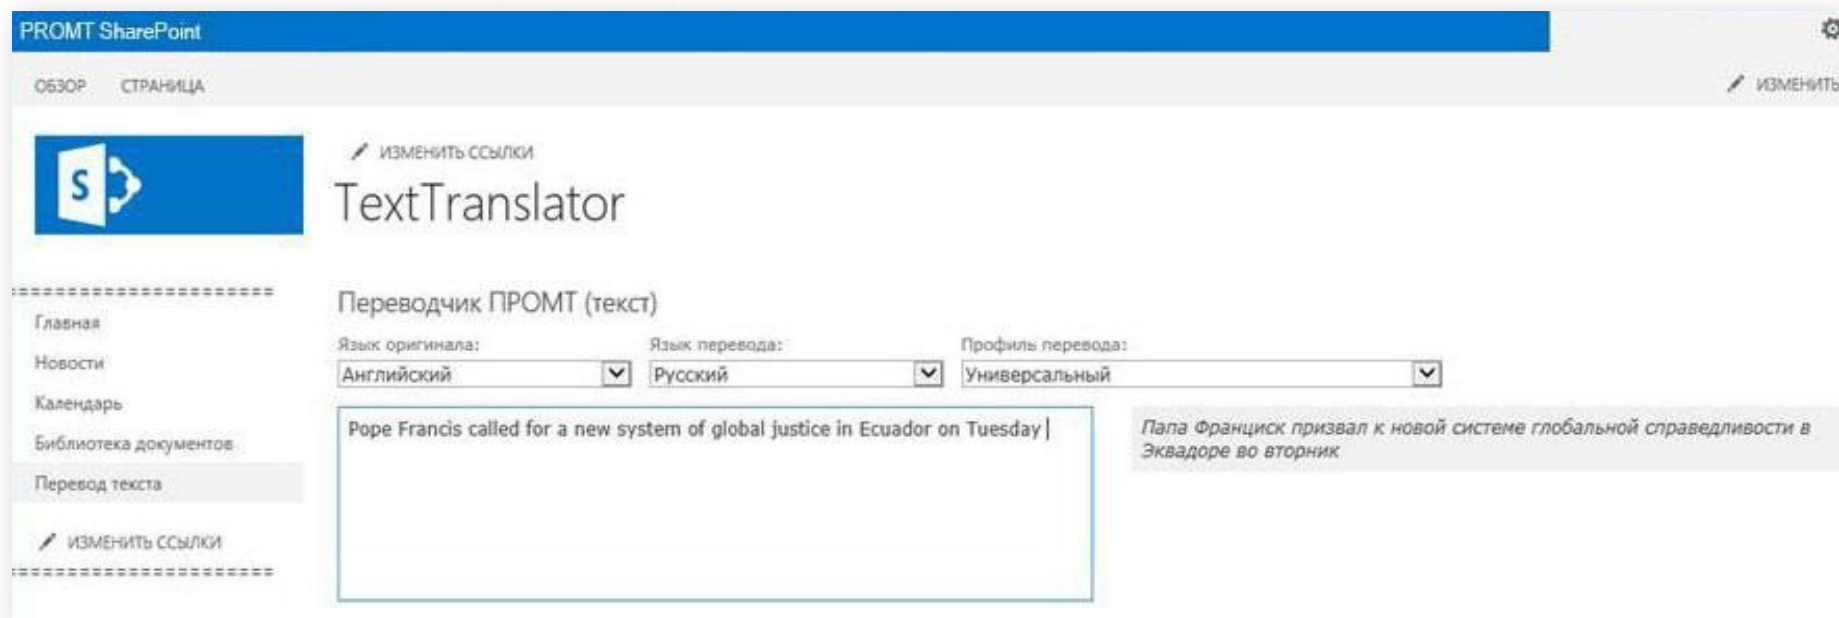 PROMT SharePoint
ОБЗОР СТРАНИЦА
ИЗМЕНИТЬ
ИЗМЕНИТЬ ССЫЛКИ
S
TextTranslator
Переводчик ПРОМТ (текст)
Главная
Новости
Календарь
Библиотека документов
Перевод текста
ИЗМЕНИТЬ ССЫЛКИ
Язык оригинала: Язык перевода: Профиль перевода:
Английский Русский Универсальный
Pope Francis called for a new system of global justice in Ecuador on Tuesday
Папа Франциск призвал к новой системе глобальной справедливости в
Эквадоре во вторник